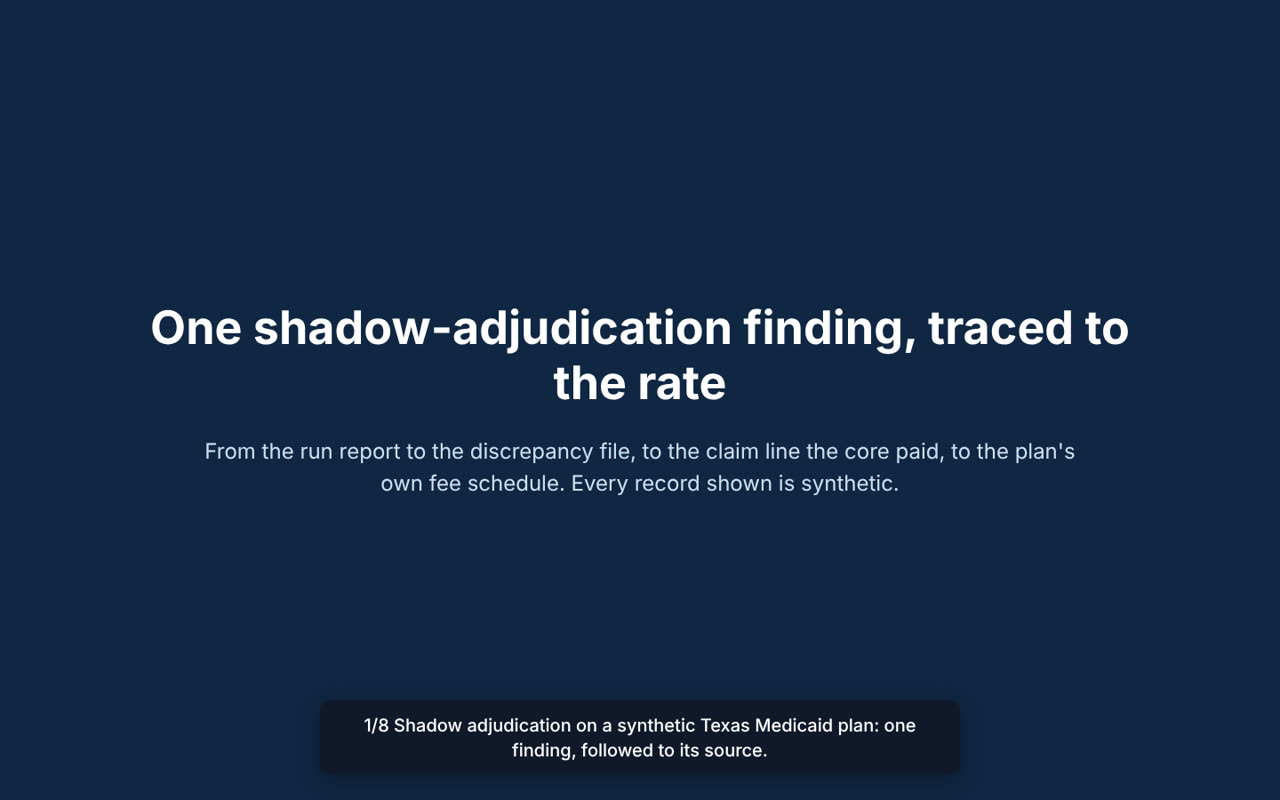 One shadow-adjudication finding, traced to
the rate
From the run report to the discrepancy file, to the claim line the core paid, to the plan's
own fee schedule. Every record shown is synthetic.
1/8 Shadow adjudication on a synthetic Texas Medicaid plan: one
finding, followed to its source.